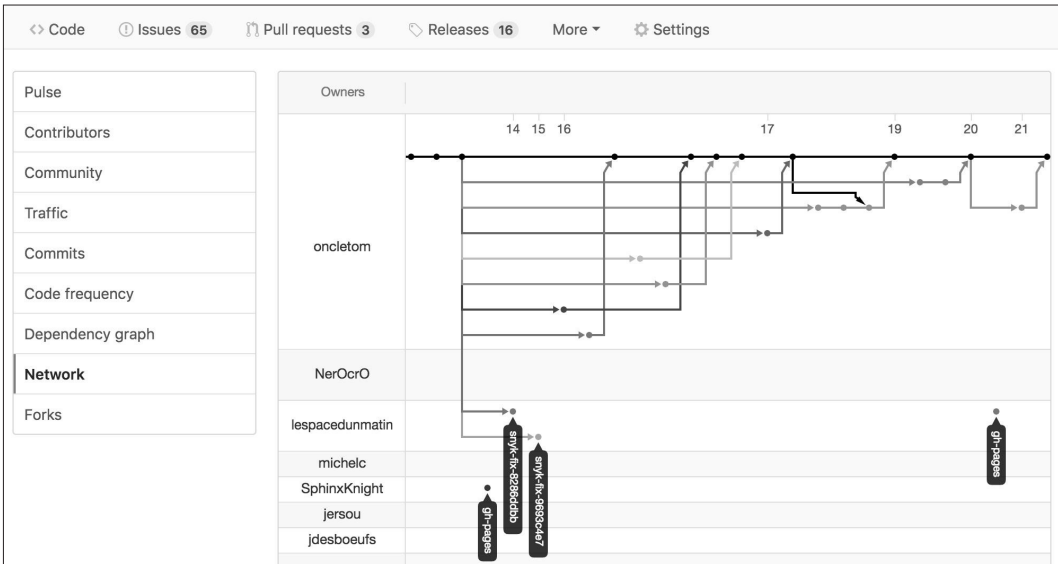 Code Issues 65 Pull requests 3 Releases 16 More Settings
Pulse
Contributors
Community
Traffic
Commits
Code frequency
Dependency graph
Network
Forks
Owners
14 15 16 17 19 20 21
oncletom
NerOcrO
lespacedunmatin
michelc
SphinxKnight
jersou
jdesboeufs
snyk-fix-8286ddbb
snyk-fix-9693c4e7
gh-pages
gh-pages